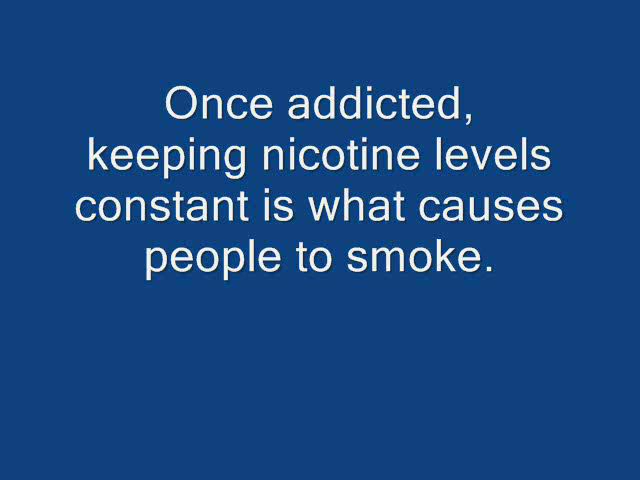 Once addicted,
keeping nicotine levels
constant is what causes
people to smoke.